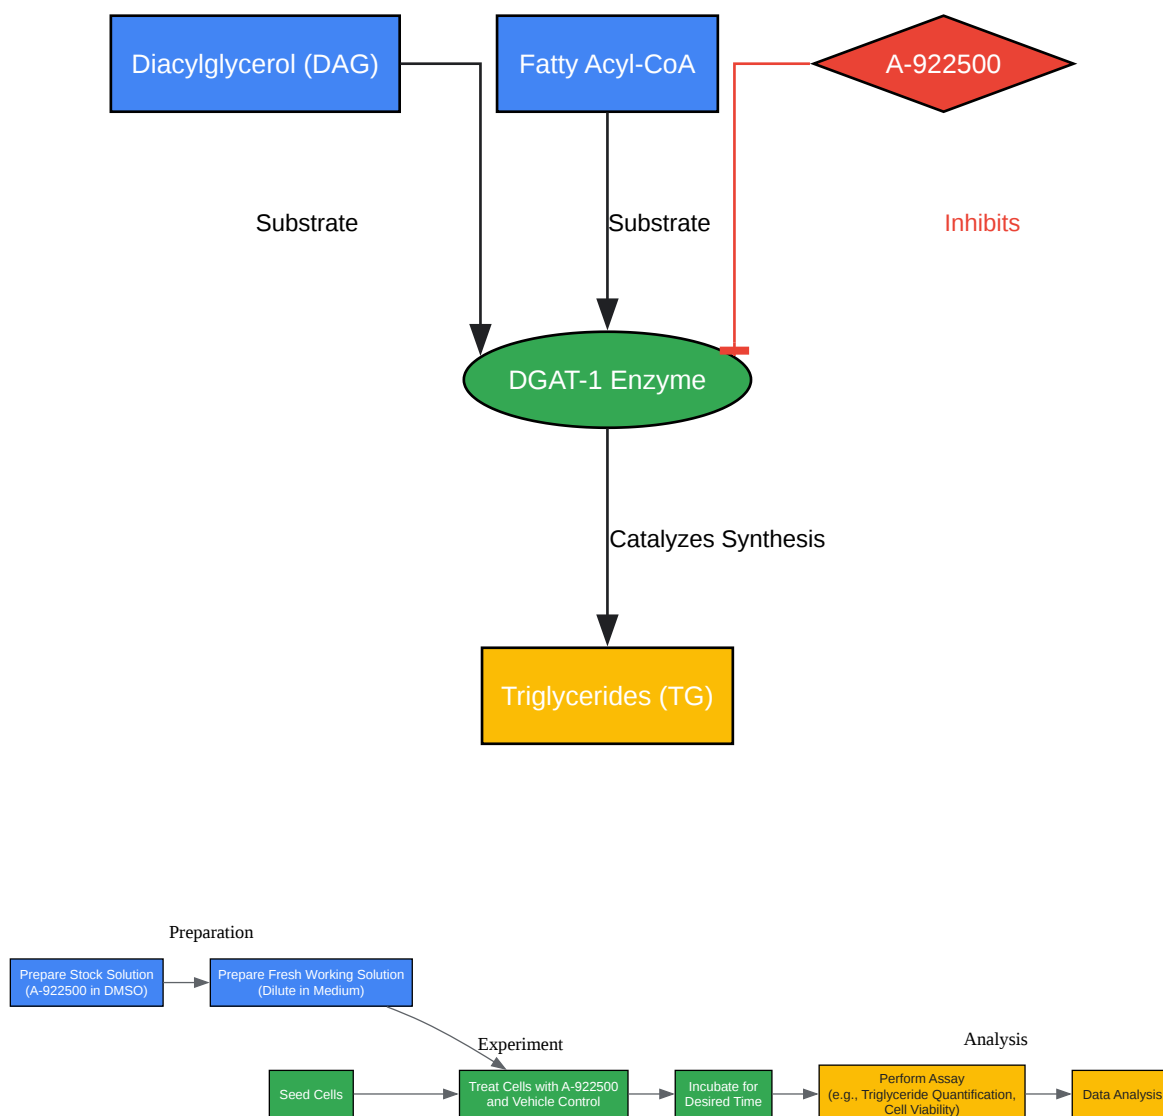 Diacylglycerol (DAG)
Fatty Acyl-CoA
A-922500
Substrate
Substrate
Inhibits
DGAT-1 Enzyme
Catalyzes Synthesis
Triglycerides (TG)
Preparation
Prepare Stock Solution
(A-922500 in DMSO)
Prepare Fresh Working Solution
(Dilute in Medium)
Experiment
Analysis
Seed Cells
Treat Cells with A-922500
and Vehicle Control
Incubate for
Desired Time
Perform Assay
(e.g., Triglyceride Quantification,
Cell Viability)
Data Analysis